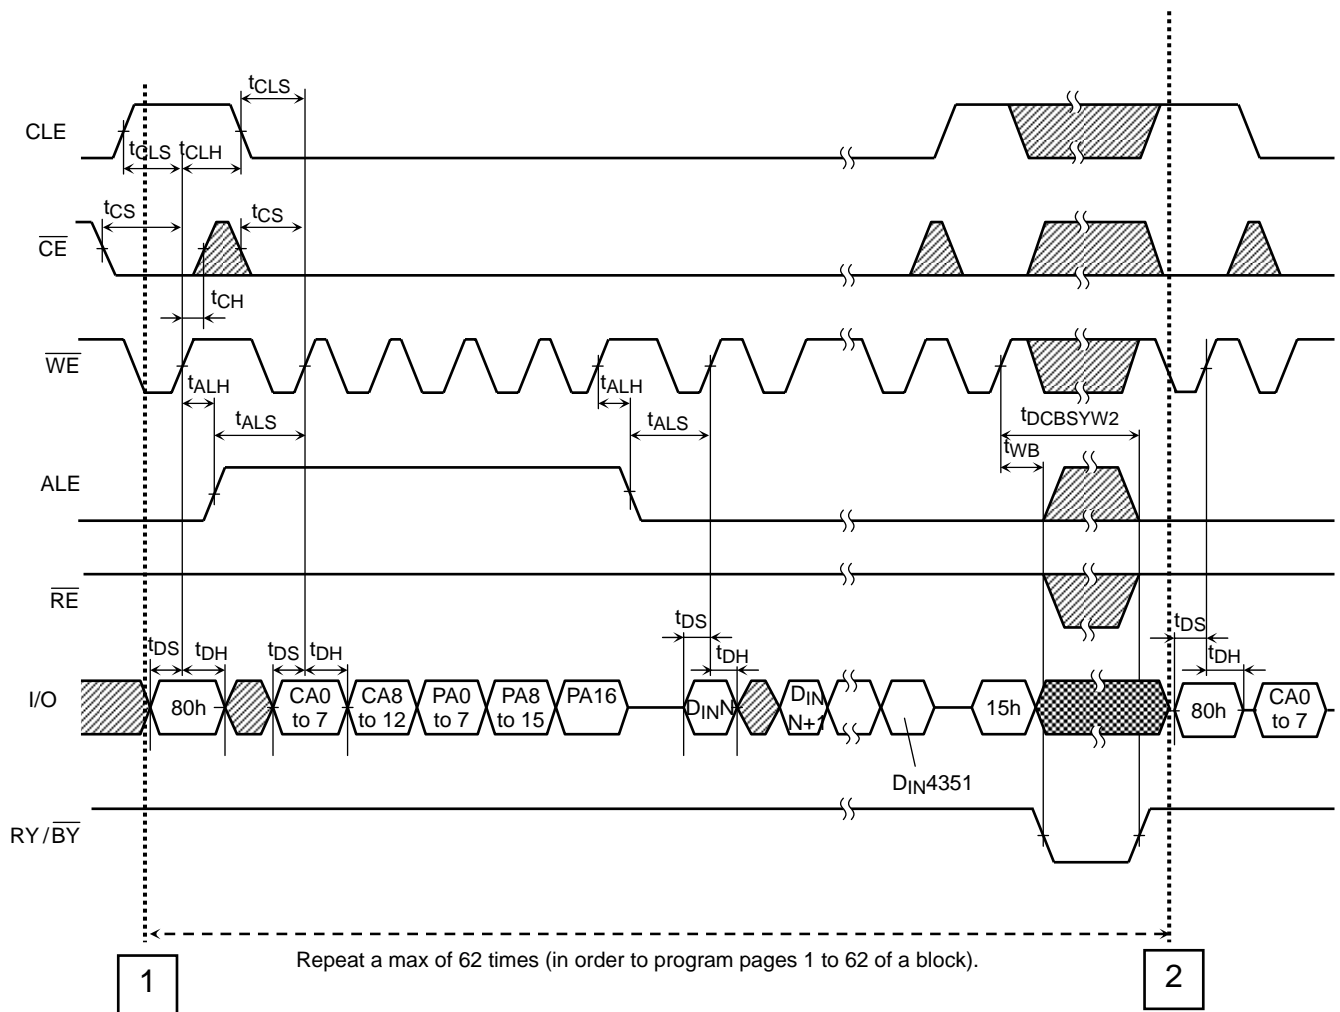 tCLS
CLE
tCLS tCLH
tCS tCS
CE
tCH
WE
tALH tALH
tALS tALS tDCBSYW2
tWB
ALE
RE
tDS tDH tDS tDH tDS tDH tDS tDH
I/O
80h
CA0 to 7
CA8 to 12
PA0 to 7
PA8 to 15
PA16
DINN
DIN N+1
15h
80h
CA0 to 7
DIN4351
RY/BY
Repeat a max of 62 times (in order to program pages 1 to 62 of a block).
1 2